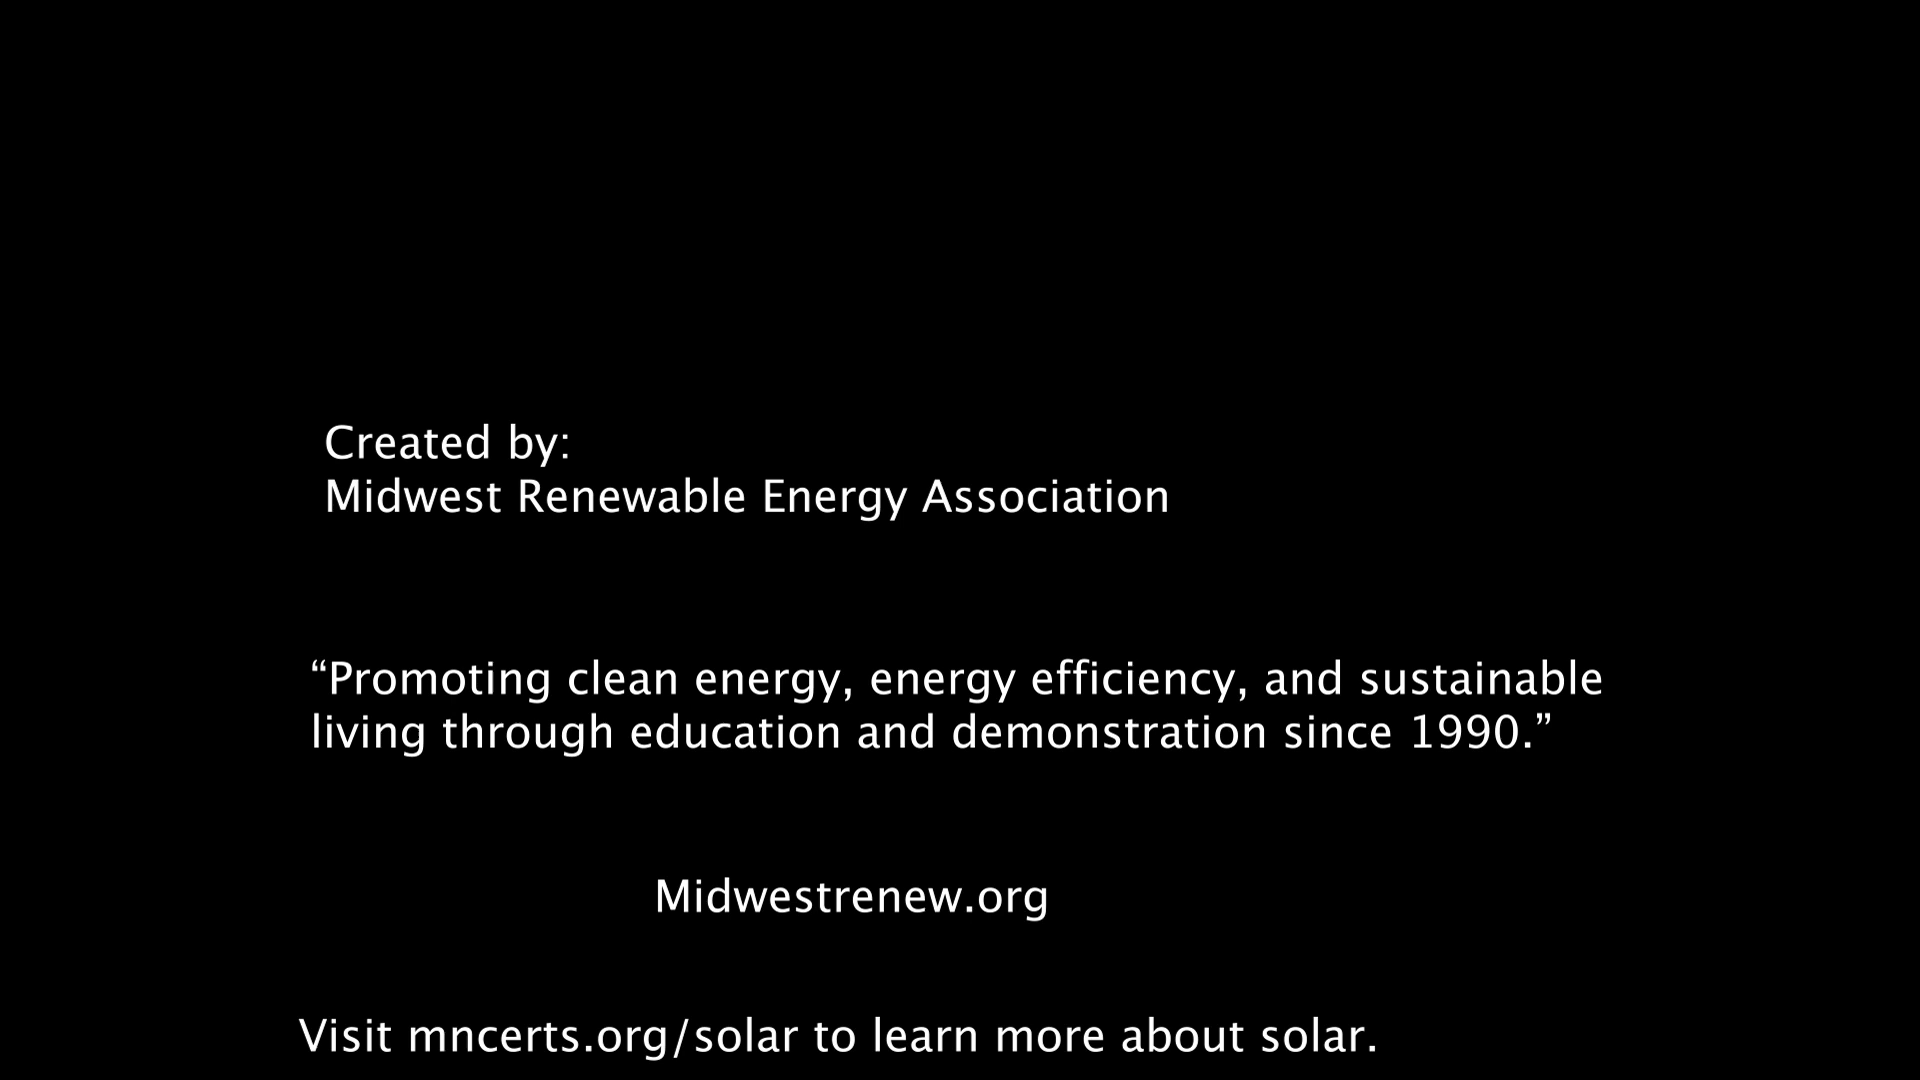 Created by:
Midwest Renewable Energy Association
“Promoting clean energy, energy efficiency, and sustainable
living through education and demonstration since 1990.”
Midwestrenew.org
Visit mncerts.org/solar to learn more about solar.